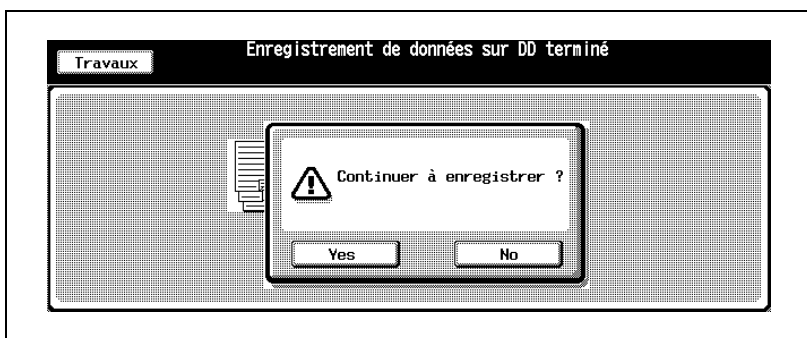 Enregistrement de données sur DD terminé
Travaux
Continuer à enregistrer ?
Yes No